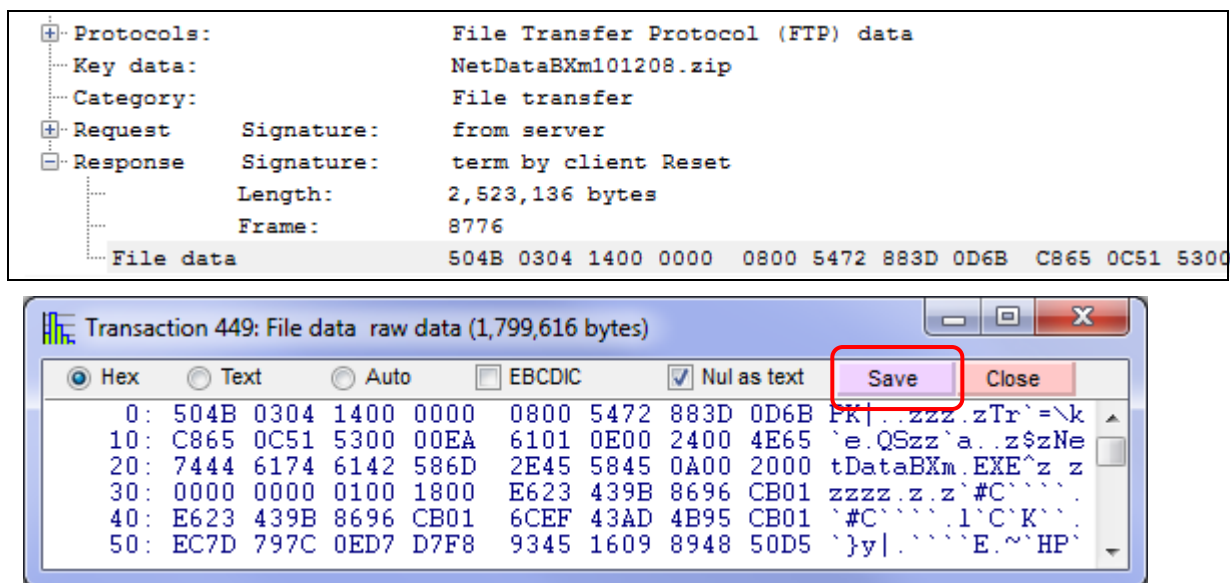 Protocols: File Transfer Protocol (FTP) data
Key data: NetDataBXm101208.zip
Category: File transfer
Request Signature: from server
Response Signature: term by client Reset
Length: 2,523,136 bytes
Frame: 8776
File data 504B 0304 1400 0000 0800 5472 883D 0D6B C865 0C51 5300
Transaction 449: File data raw data (1,799,616 bytes)
Hex Text Auto EBCDIC Nul as text Save Close
0: 504B 0304 1400 0000 0800 5472 883D 0D6B PK|..zzz.zTr`=\k
10: C865 0C51 5300 00EA 6101 0E00 2400 4E65 `e.QSzz`a..z$zNe
20: 7444 6174 6142 586D 2E45 5845 0A00 2000 tDataBXm.EXE^z z
30: 0000 0000 0100 1800 E623 439B 8696 CB01 zzzz.z.z`#C````.
40: E623 439B 8696 CB01 6CEF 43AD 4B95 CB01 `#C````.l`C`K``.
50: EC7D 797C 0ED7 D7F8 9345 1609 8948 50D5 `}y|.````E.~`HP`